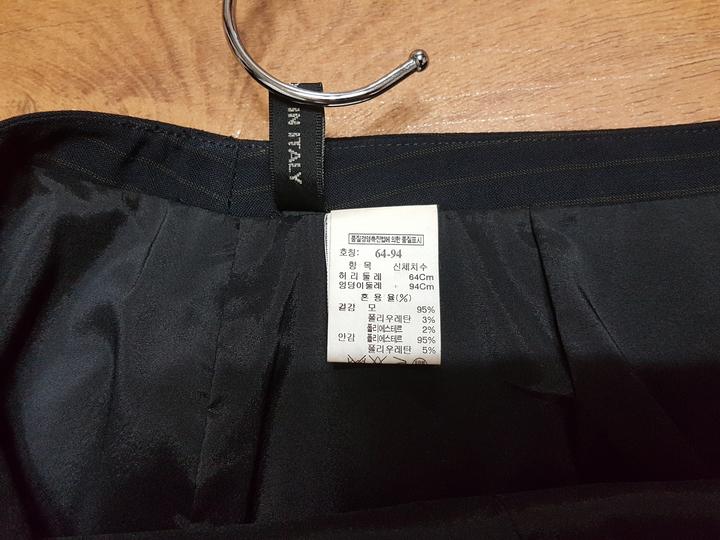 IN ITALY
품질경영촉진법에 의한 품질표시
호칭: 64-94
항 목 신체치수
허리둘레 64Cm
엉덩이둘레 94Cm
혼 용 율(%)
겉감 모 95%
폴리우레탄 3%
폴리에스테르 2%
안감 폴리에스테르 95%
폴리우레탄 5%